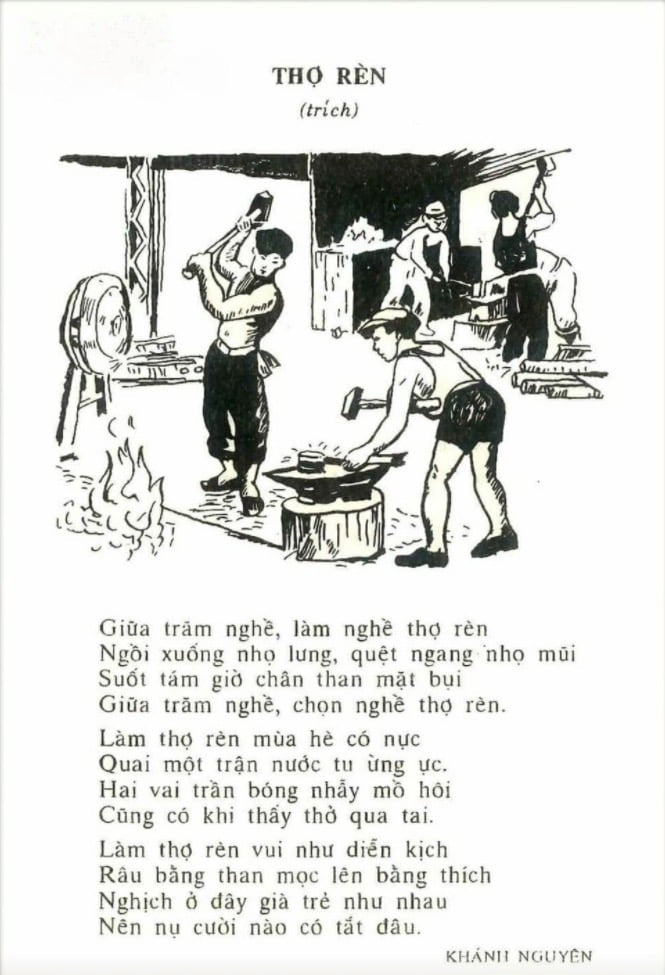 THỢ RÈN
(trích)
Giữa trăm nghề, làm nghề thợ rèn
Ngồi xuống nhọ lưng, quệt ngang nhọ mũi
Suốt tám giờ chân than mặt bụi
Giữa trăm nghề, chọn nghề thợ rèn.
Làm thợ rèn mùa hè có nực
Quai một trận nước tu ừng ực.
Hai vai trần bóng nhẫy mồ hôi
Cũng có khi thấy thở qua tai.
Làm thợ rèn vui như diễn kịch
Râu bằng than mọc lên bằng thích
Nghịch ở đây già trẻ như nhau
Nên nụ cười nào có tắt đâu.
KHÁNH NGUYÊN